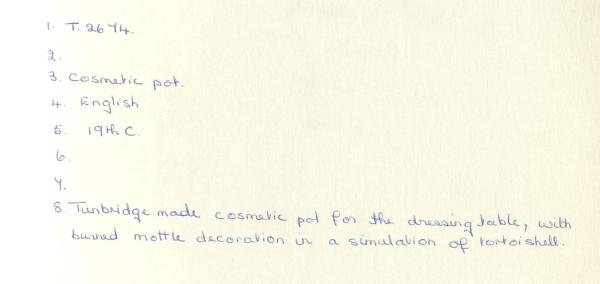 1. T. 2674.
2.
3. Cosmetic pot.
4. English
5. 19th C.
6.
7.
8. Tunbridge.made cosmetic pot for the dressing table, with
burned mottle decoration in a simulation of tortoishell.